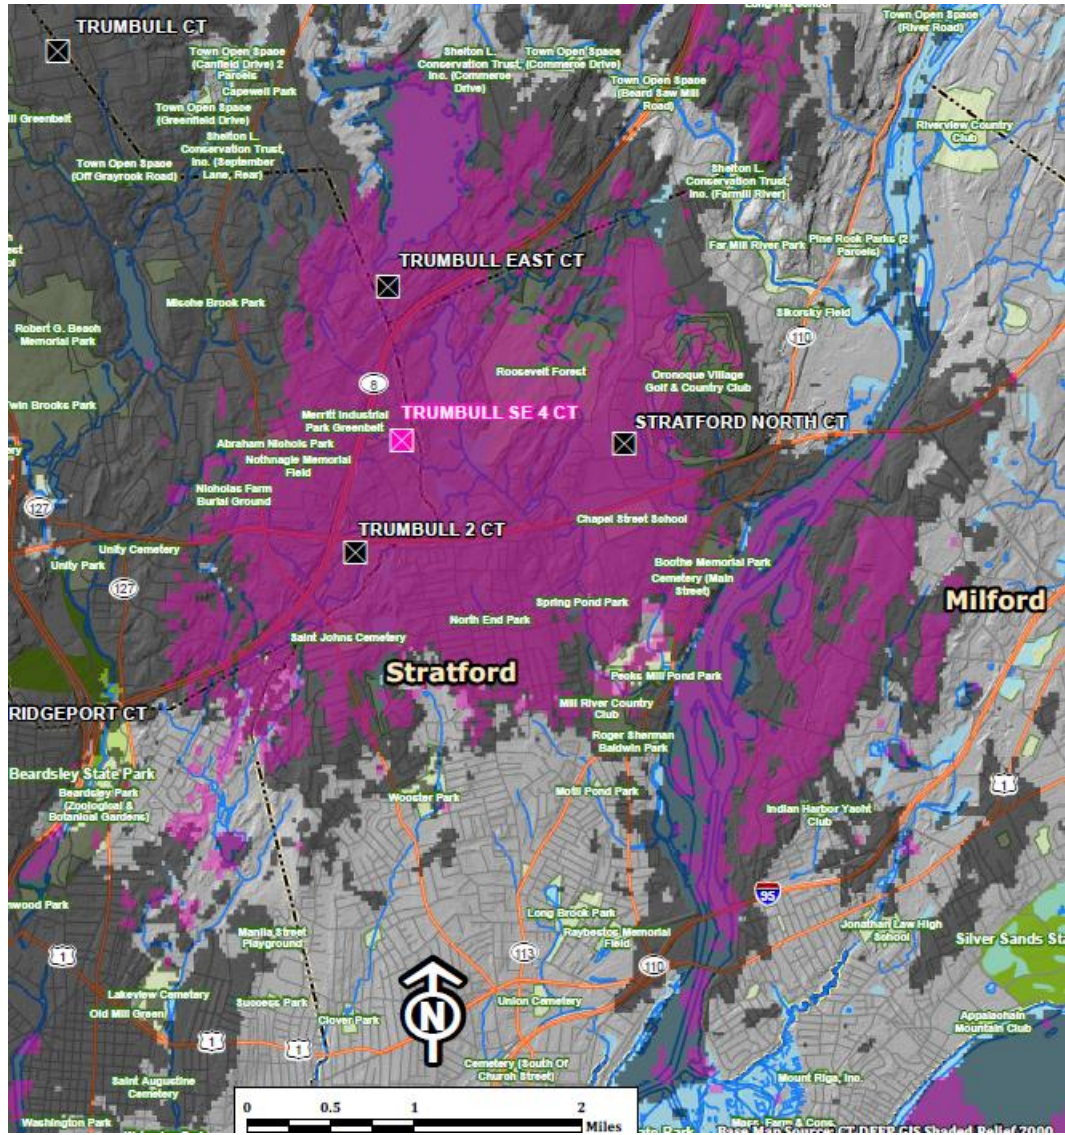 TRUMBULL CT
Town Open Space
(Canfield Drive) 2
Parcels
Capewell Park
Town Open Space
(Greenfield Drive)
Shelton L.
Conservation Trust,
Inc. (Commerce
Drive)
Town Open Space
(Commerce Drive)
Town Open Space
(Beard Saw Mill
Road)
Town Open Space
(River Road)
Riverview Country
Club
Shelton L.
Conservation Trust,
Inc. (September
Lane, Rear)
Town Open Space
(Off Grayrock Road)
Shelton L.
Conservation Trust,
Inc. (Farmill River)
Far Mill River Park
Pine Rock Parks (2
Parcels)
TRUMBULL EAST CT
Mische Brook Park
Sikorsky Field
Robert G. Beach
Memorial Park
110
Roosevelt Forest
Oronoque Village
Golf & Country Club
8
Twin Brooks Park
Merritt Industrial
Park Greenbelt
TRUMBULL SE 4 CT
STRATFORD NORTH CT
Abraham Nichols Park
Nothnagle Memorial
Field
Nicholas Farm
Burial Ground
127
Chapel Street School
TRUMBULL 2 CT
Unity Cemetery
Unity Park
127
Boothe Memorial Park
Cemetery (Main
Street)
Spring Pond Park
Milford
North End Park
Saint Johns Cemetery
Stratford
Pecks Mill Pond Park
Mill River Country
Club
RIDGEPORT CT
Roger Sherman
Baldwin Park
Beardsley State Park
Beardsley Park
(Zoological &
Botanical Gardens)
Wooster Park
Motil Pond Park
1
Indian Harbor Yacht
Club
INTERSTATE
95
Long Brook Park
Raybestos Memorial
Field
Jonathan Law High
School
Manila Street
Playground
1
113
110
Silver Sands Sta
Lakeview Cemetery
Old Mill Green
Success Park
Clover Park
N
Union Cemetery
Appalachain
Mountain Club
1
1
Saint Augustine
Cemetery
Cemetery (South Of
Church Street)
Mount Riga, Inc.
Washington Park
0 0.5 1 2
Miles
Base Map Source: CT DEEP GIS Shaded Relief 2000